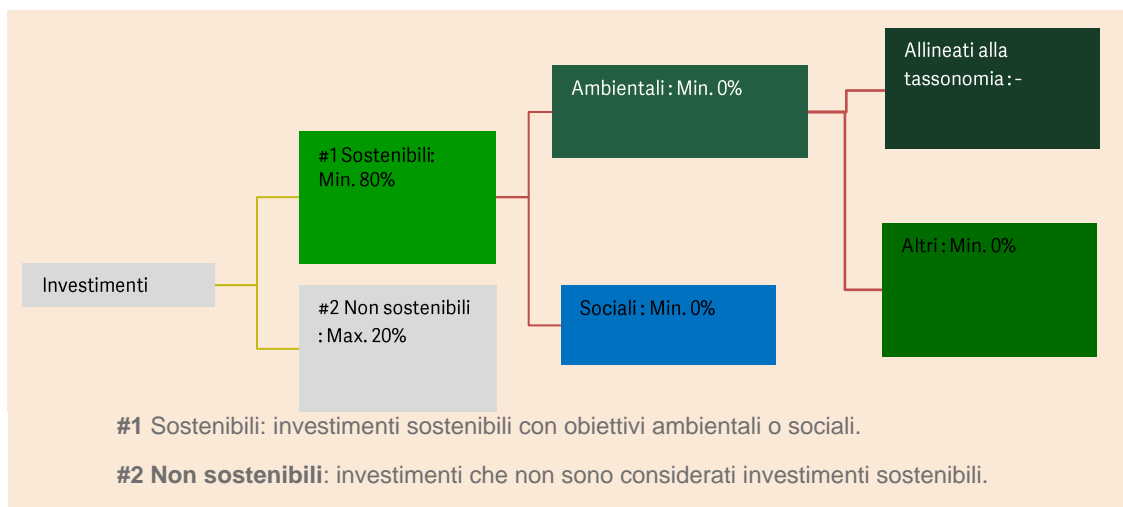 Investimenti
#1 Sostenibili:
Min. 80%
#2 Non sostenibili
: Max. 20%
Ambientali : Min. 0%
Sociali : Min. 0%
Allineati alla
tassonomia : -
Altri : Min. 0%
#1 Sostenibili: investimenti sostenibili con obiettivi ambientali o sociali.
#2 Non sostenibili: investimenti che non sono considerati investimenti sostenibili.